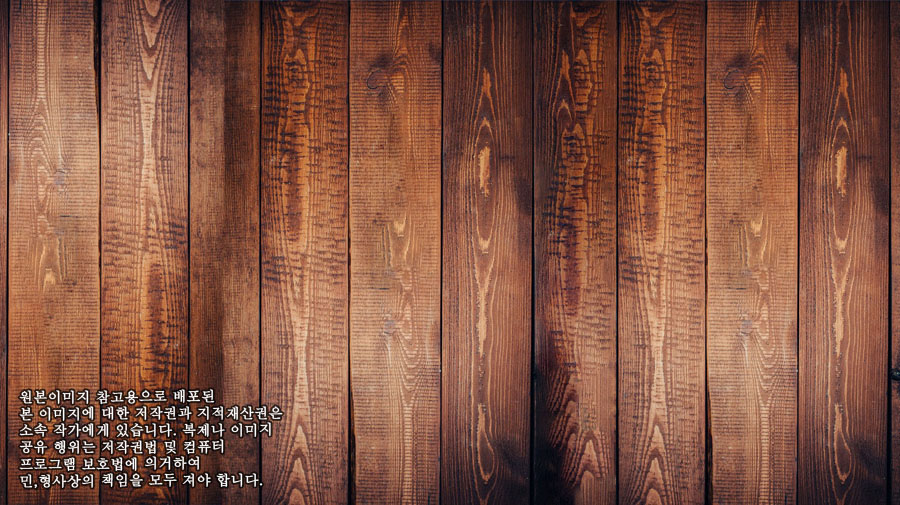 원본이미지 참고용으로 배포된
본 이미지에 대한 저작권과 지적재산권은
소속 작가에게 있습니다. 복제나 이미지
공유 행위는 저작권법 및 컴퓨터
프로그램 보호법에 의거하여
민,형사상의 책임을 모두 져야 합니다.